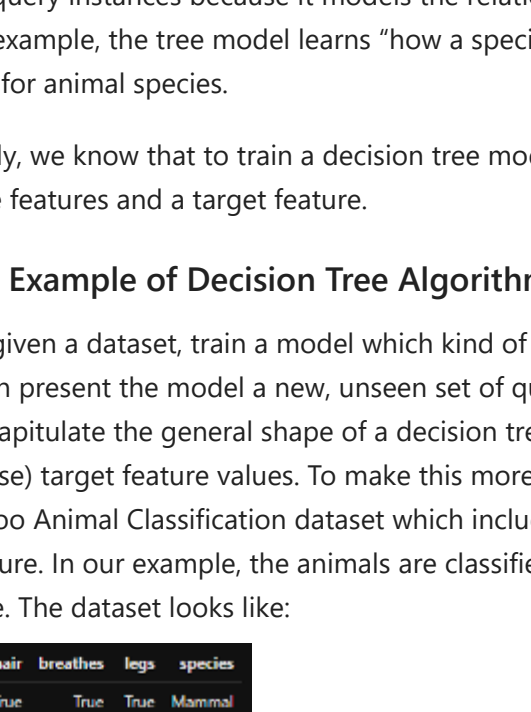 query instances because it models the relatio
example, the tree model learns “how a speci
for animal species.
ly, we know that to train a decision tree mod
features and a target feature.
Example of Decision Tree Algorithm
given a dataset, train a model which kind of
present the model a new, unseen set of qu
apitulate the general shape of a decision tre
se) target feature values. To make this more
oo Animal Classification dataset which includ
ure. In our example, the animals are classifie
e. The dataset looks like:
hair breathes legs species
True True True Mammal